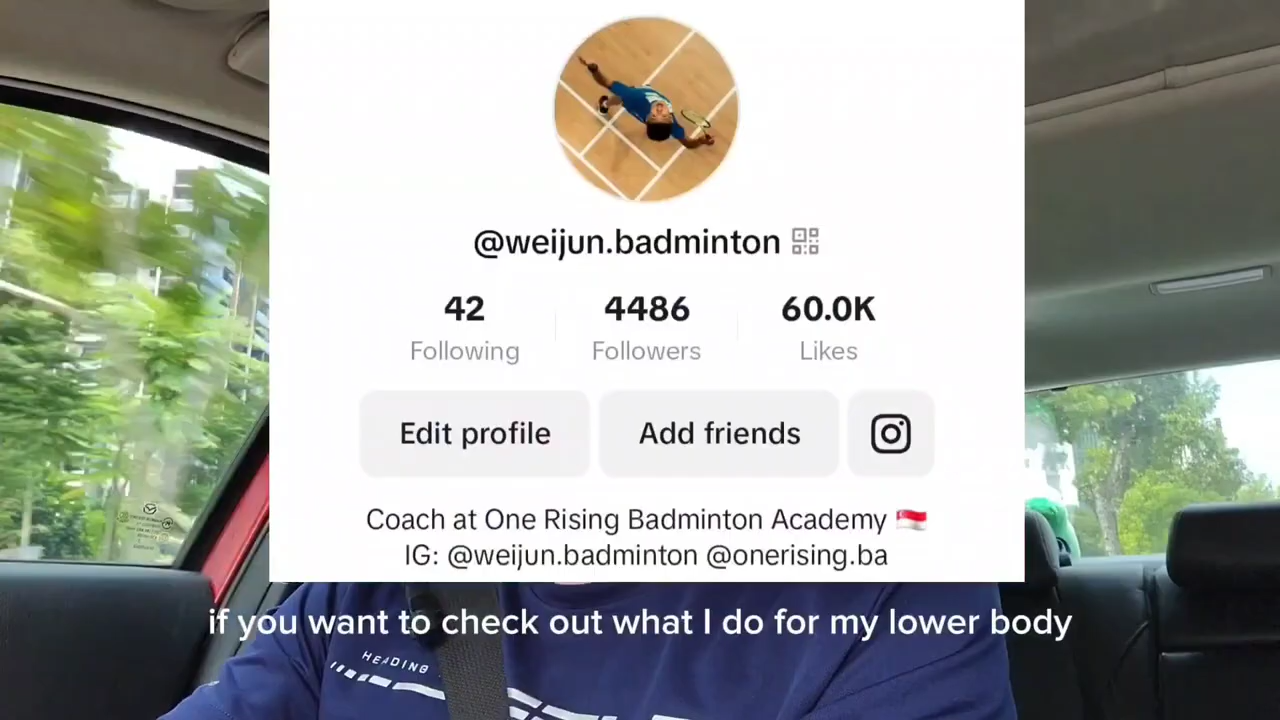 @weijun.badminton
42 4486 60.0K
Following Followers Likes
Edit profile Add friends
Coach at One Rising Badminton Academy 🇸🇬
IG: @weijun.badminton @onerising.ba
if you want to check out what I do for my lower body
HEADING